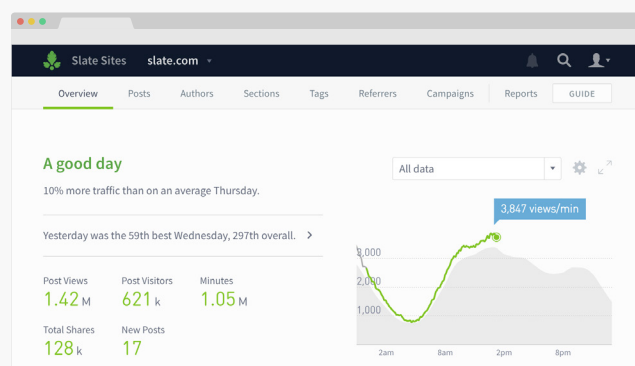 Slate Sites slate.com
Overview Posts Authors Sections Tags Referrers Campaigns Reports GUIDE
A good day
10% more traffic than on an average Thursday.
All data
3,847 views/min
Yesterday was the 59th best Wednesday, 297th overall.
3,000
2,000
1,000
Post Views Post Visitors Minutes
1.42 M 621 k 1.05 M
Total Shares New Posts
128 k 17
2am 8am 2pm 8pm